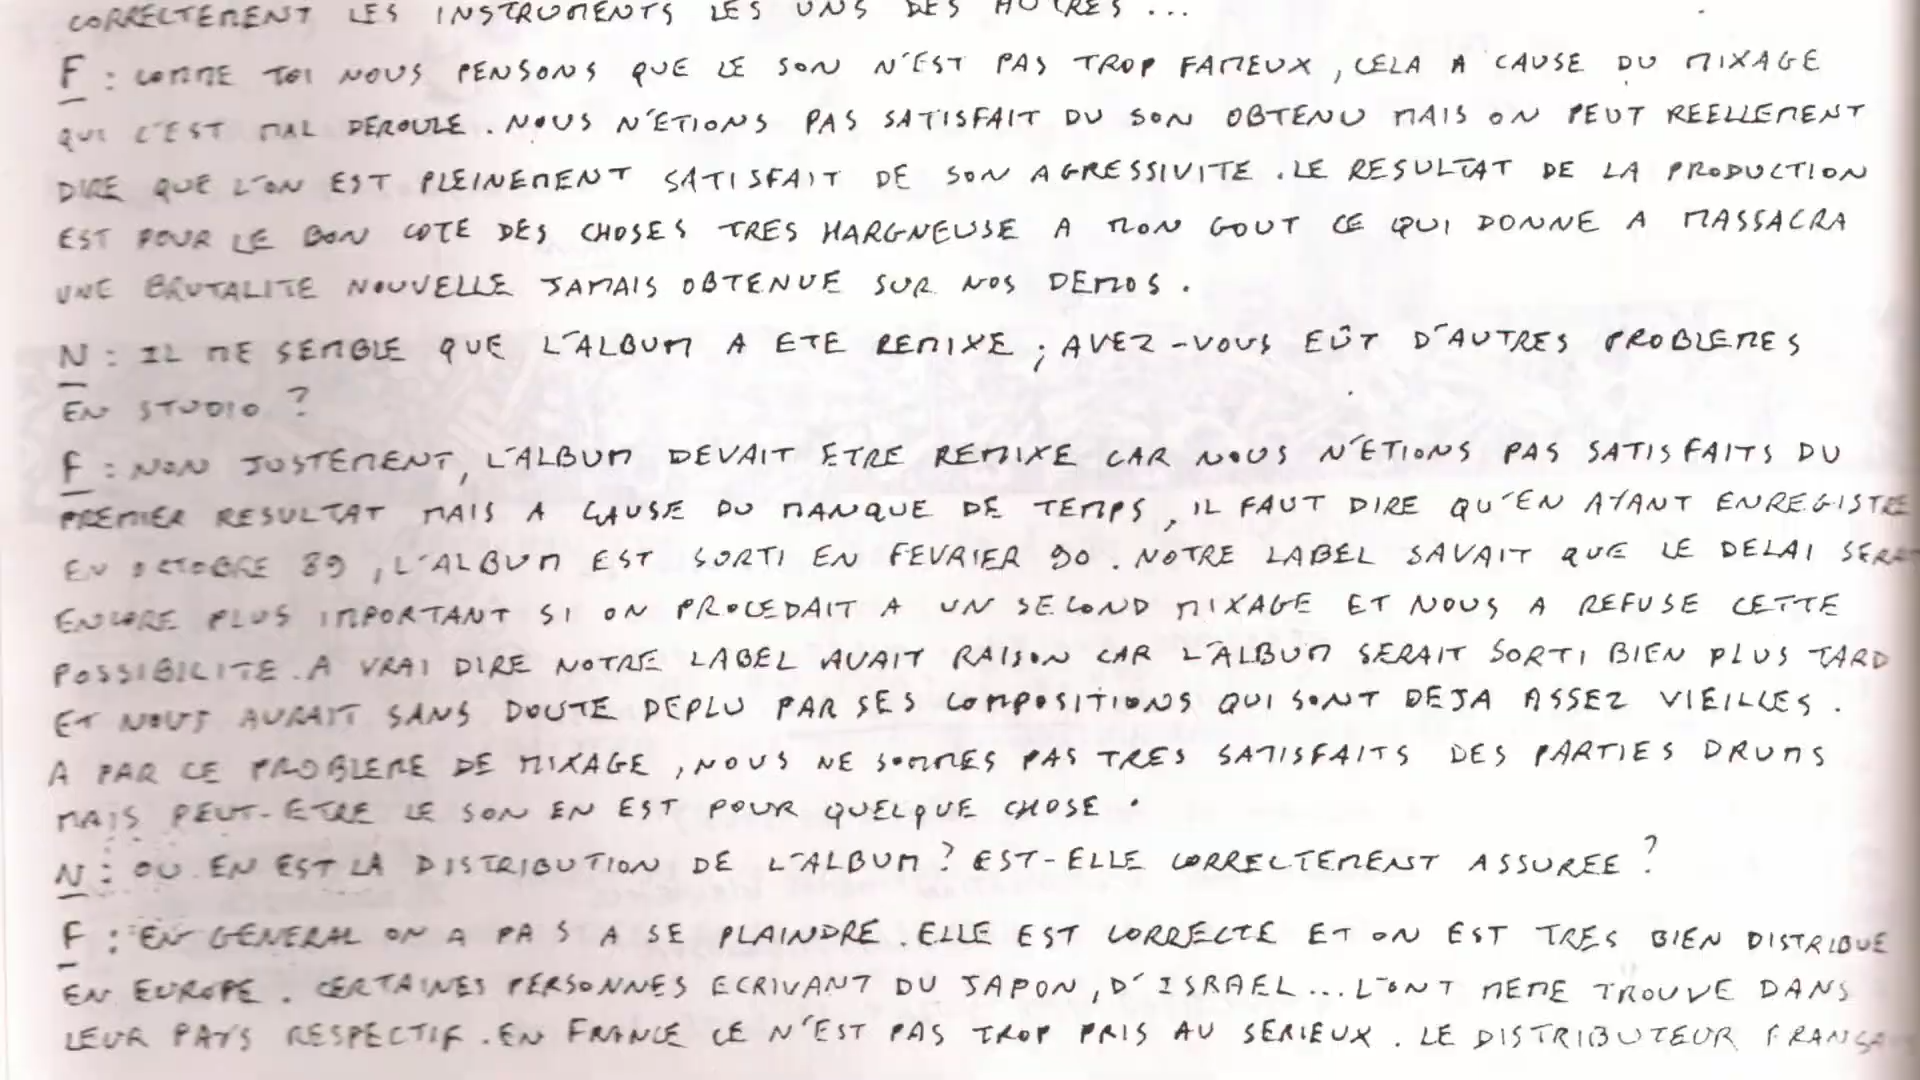 CORRECTEMENT LES INSTRUMENTS LES UNS DES AUTRES ...
F : COMME TOI NOUS PENSONS QUE LE SON N'EST PAS TROP FAMEUX , CELA A CAUSE DU MIXAGE
QUI C'EST MAL DEROULE . NOUS N'ETIONS PAS SATISFAIT DU SON OBTENU MAIS ON PEUT REELLEMENT
DIRE QUE L'ON EST PLEINEMENT SATISFAIT DE SON AGRESSIVITE . LE RESULTAT DE LA PRODUCTION
EST POUR LE BON COTE DES CHOSES TRES HARGNEUSE A MON GOUT CE QUI DONNE A MASSACRA
UNE BRUTALITE NOUVELLE JAMAIS OBTENUE SUR NOS DEMOS .
N : IL ME SEMBLE QUE L'ALBUM A ETE REMIXE ; AVEZ-VOUS EÛT D'AUTRES PROBLEMES
EN STUDIO ?
F : NON JUSTEMENT, L'ALBUM DEVAIT ETRE REMIXE CAR NOUS N'ETIONS PAS SATISFAITS DU
PREMIER RESULTAT MAIS A CAUSE DU MANQUE DE TEMPS , IL FAUT DIRE QU'EN AYANT ENREGISTRE
EN OCTOBRE 89 , L'ALBUM EST SORTI EN FEVRIER 90 . NOTRE LABEL SAVAIT QUE LE DELAI
ENCORE PLUS IMPORTANT SI ON PROCEDAIT A UN SECOND MIXAGE ET NOUS A REFUSE CETTE
POSSIBILITE . A VRAI DIRE NOTRE LABEL AVAIT RAISON CAR L'ALBUM SERAIT SORTI BIEN PLUS TARD
ET NOUS AURAIT SANS DOUTE DEPLU PAR SES COMPOSITIONS QUI SONT DEJA ASSEZ VIEILLES .
A PAR CE PROBLEME DE MIXAGE , NOUS NE SOMMES PAS TRES SATISFAITS DES PARTIES DRUMS
MAIS PEUT-ETRE LE SON EN EST POUR QUELQUE CHOSE .
N : OU EN EST LA DISTRIBUTION DE L'ALBUM ? EST-ELLE CORRECTEMENT ASSUREE ?
F : EN GENERAL ON A PAS A SE PLAINDRE . ELLE EST CORRECTE ET ON EST TRES BIEN DISTRIBUE
EN EUROPE . CERTAINES PERSONNES ECRIVANT DU JAPON, D'ISRAEL ... L'ONT MEME TROUVE DANS
LEUR PAYS RESPECTIF . EN FRANCE CE N'EST PAS TROP PRIS AU SERIEUX . LE DISTRIBUTEUR